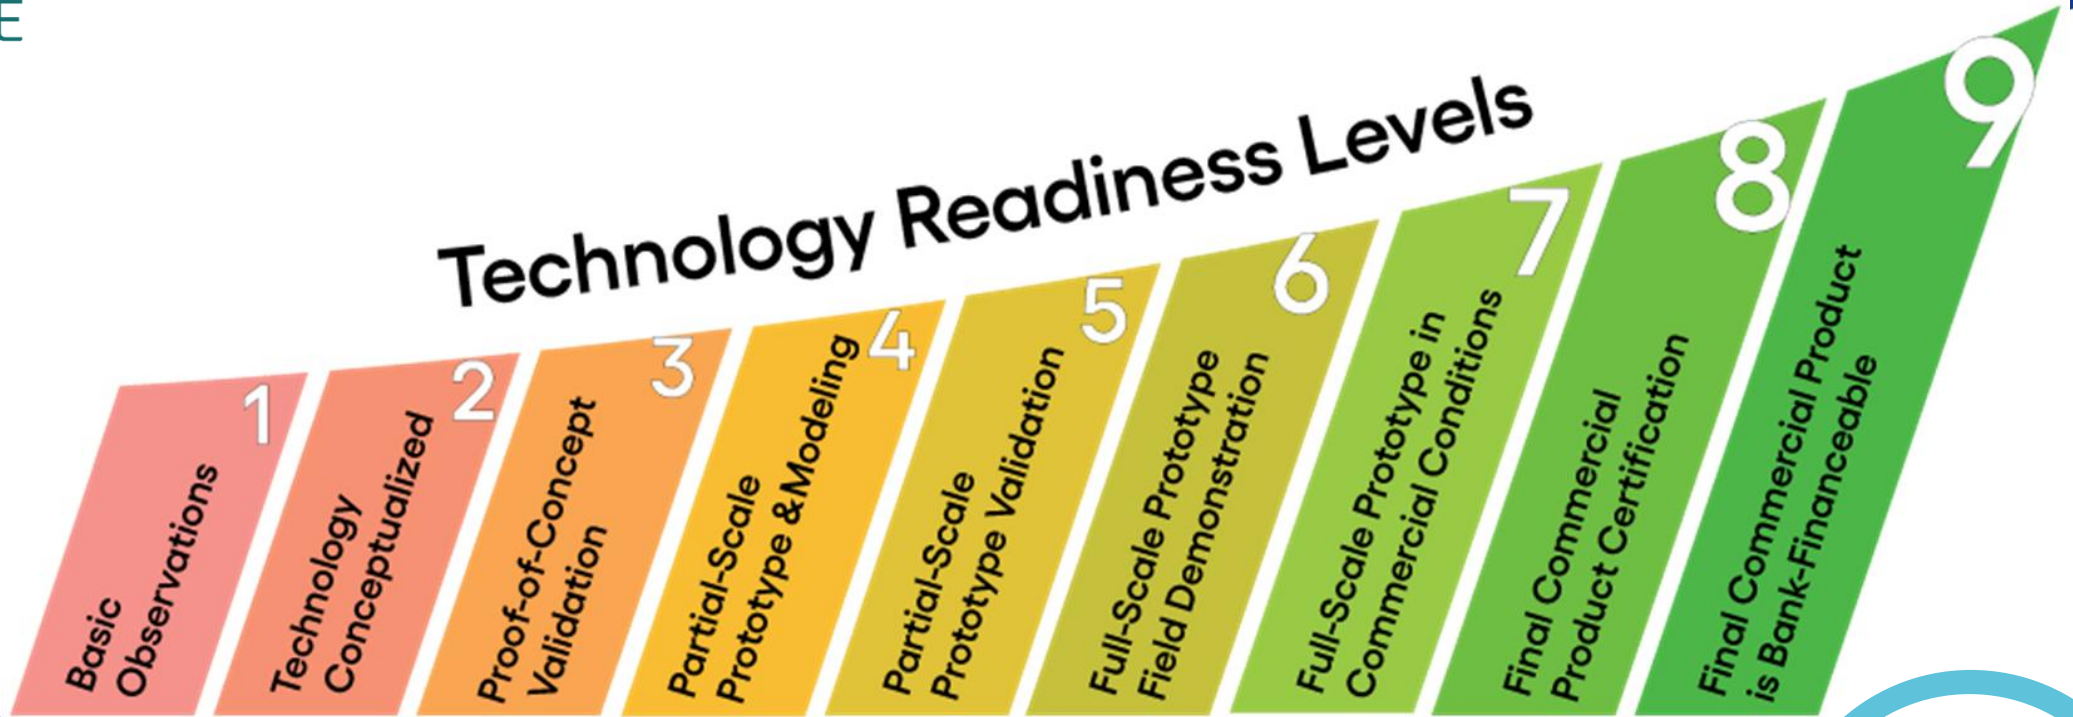 E
Technology Readiness Levels
1
Basic
Observations
2
Technology
Conceptualized
3
Proof-of-Concept
Validation
4
Partial-Scale
Prototype &Modeling
5
Partial-Scale
Prototype Validation
6
Full-Scale Prototype
Field Demonstration
7
Full-Scale Prototype in
Commercial Conditions
8
Final Commercial
Product Certification
9
Final Commercial Product
is Bank-Financeable